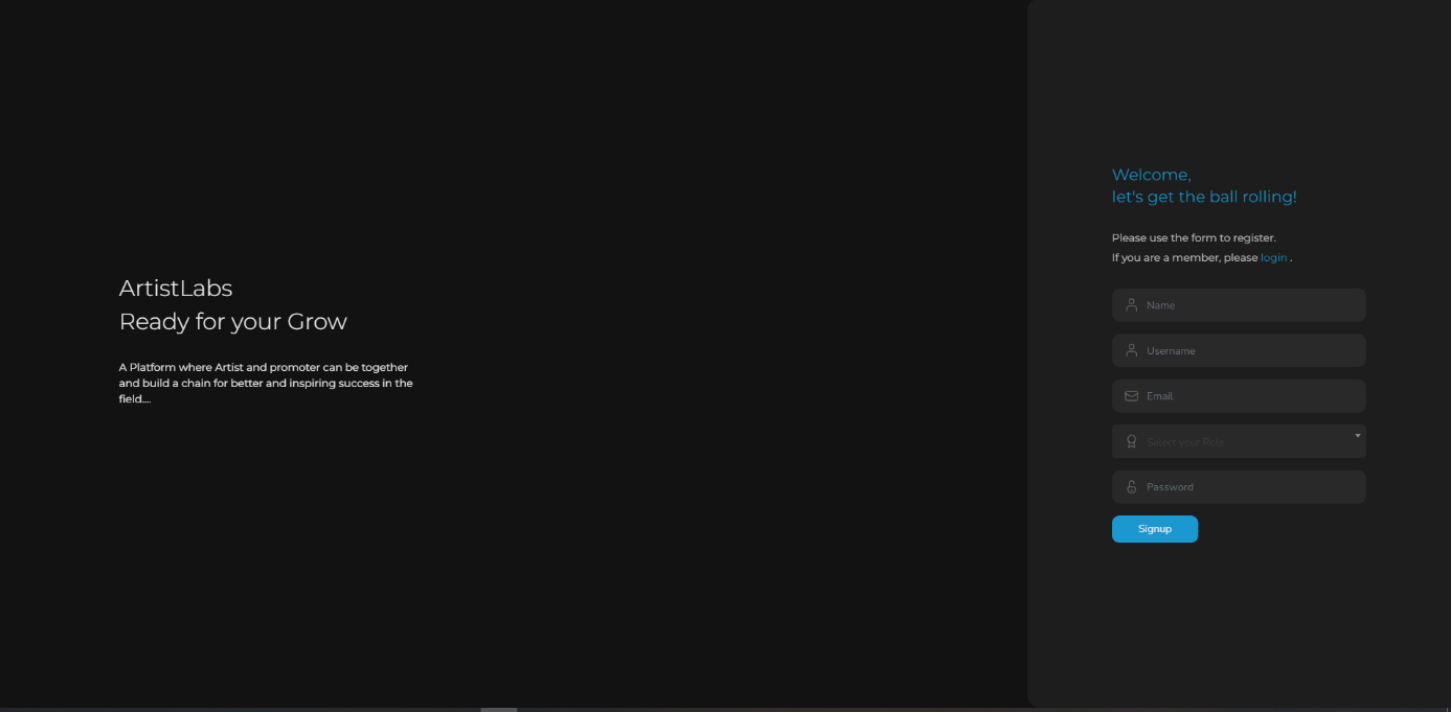 ArtistLabs
Ready for your Grow
A Platform where Artist and promoter can be together
and build a chain for better and inspiring success in the
field....
Welcome,
let's get the ball rolling!
Please use the form to register.
If you are a member, please login .
Name
Username
Email
Select your Role
Password
Signup